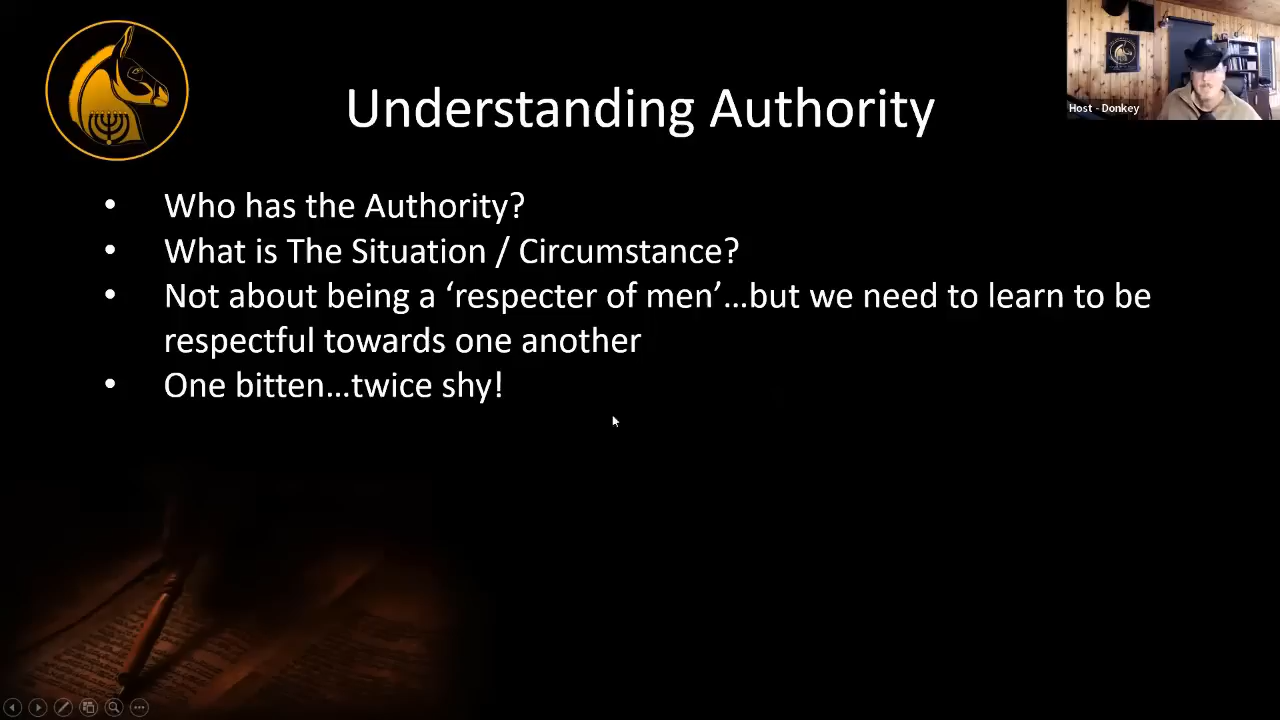 Understanding Authority
Host - Donkey
• Who has the Authority?
• What is The Situation / Circumstance?
• Not about being a ‘respecter of men’…but we need to learn to be
respectful towards one another
• One bitten…twice shy!